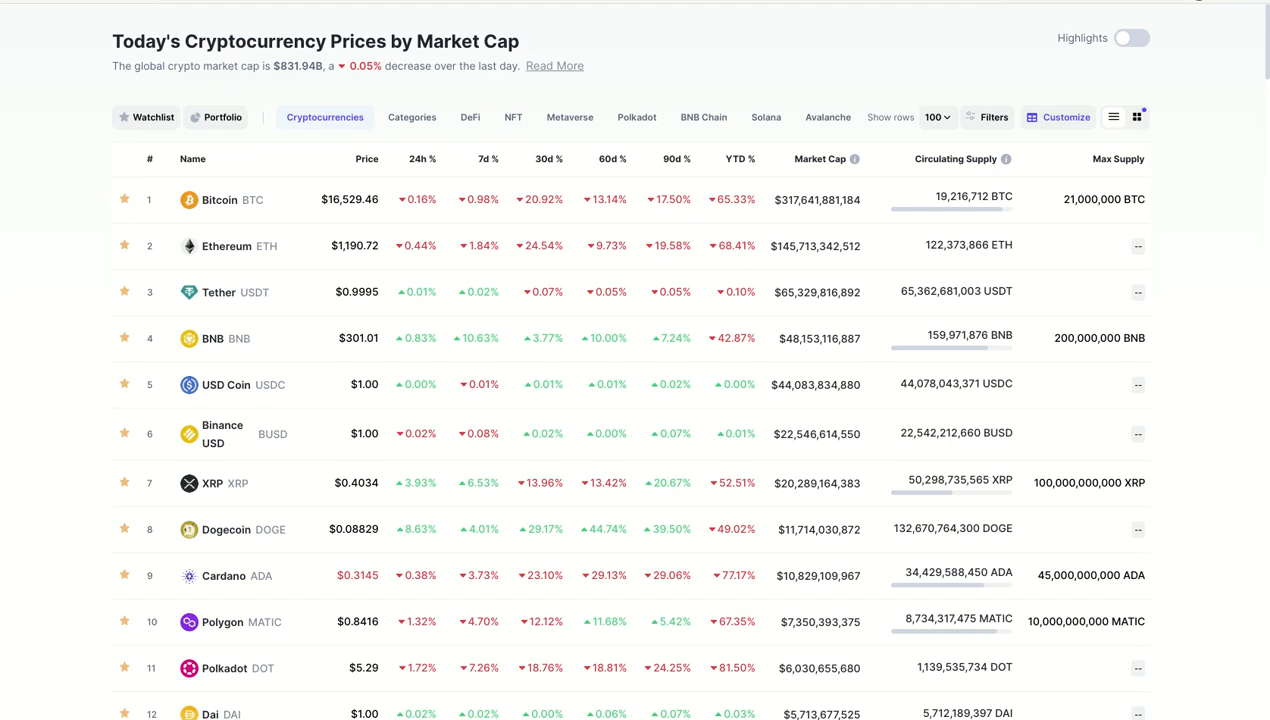 Today's Cryptocurrency Prices by Market Cap
Highlights
The global crypto market cap is $831.94B, a 0.05% decrease over the last day. Read More
Watchlist Portfolio Cryptocurrencies Categories DeFi NFT Metaverse Polkadot BNB Chain Solana Avalanche Show rows 100 Filters Customize
# Name Price 24h % 7d % 30d % 60d % 90d % YTD % Market Cap Circulating Supply Max Supply
1 Bitcoin BTC $16,529.46 0.16% 0.98% 20.92% 13.14% 17.50% 65.33% $317,641,881,184 19,216,712 BTC 21,000,000 BTC
2 Ethereum ETH $1,190.72 0.44% 1.84% 24.54% 9.73% 19.58% 68.41% $145,713,342,512 122,373,866 ETH --
3 Tether USDT $0.9995 0.01% 0.02% 0.07% 0.05% 0.05% 0.10% $65,329,816,892 65,362,681,003 USDT --
4 BNB BNB $301.01 0.83% 10.63% 3.77% 10.00% 7.24% 42.87% $48,153,116,887 159,971,876 BNB 200,000,000 BNB
5 USD Coin USDC $1.00 0.00% 0.01% 0.01% 0.01% 0.02% 0.00% $44,083,834,880 44,078,043,371 USDC --
6 Binance USD BUSD $1.00 0.02% 0.08% 0.02% 0.00% 0.07% 0.01% $22,546,614,550 22,542,212,660 BUSD --
7 XRP XRP $0.4034 3.93% 6.53% 13.96% 13.42% 20.67% 52.51% $20,289,164,383 50,298,735,565 XRP 100,000,000,000 XRP
8 Dogecoin DOGE $0.08829 8.63% 4.01% 29.17% 44.74% 39.50% 49.02% $11,714,030,872 132,670,764,300 DOGE --
9 Cardano ADA $0.3145 0.38% 3.73% 23.10% 29.13% 29.06% 77.17% $10,829,109,967 34,429,588,450 ADA 45,000,000,000 ADA
10 Polygon MATIC $0.8416 1.32% 4.70% 12.12% 11.68% 5.42% 67.35% $7,350,393,375 8,734,317,475 MATIC 10,000,000,000 MATIC
11 Polkadot DOT $5.29 1.72% 7.26% 18.76% 18.81% 24.25% 81.50% $6,030,655,680 1,139,535,734 DOT --
12 Dai DAI $1.00 0.02% 0.02% 0.00% 0.06% 0.07% 0.03% $5,713,677,525 5,712,189,397 DAI --